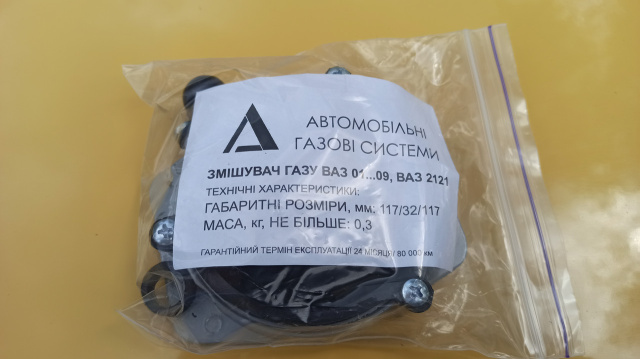 АВТОМОБІЛЬНІ
ГАЗОВІ СИСТЕМИ
ЗМІШУВАЧ ГАЗУ ВАЗ 01...09, ВАЗ 2121
ТЕХНІЧНІ ХАРАКТЕРИСТИКИ:
ГАБАРИТНІ РОЗМІРИ, мм: 117/32/117
МАСА, кг, НЕ БІЛЬШЕ: 0,3
ГАРАНТІЙНИЙ ТЕРМІН ЕКСПЛУАТАЦІЇ 24 МІСЯЦІ / 80 000 км